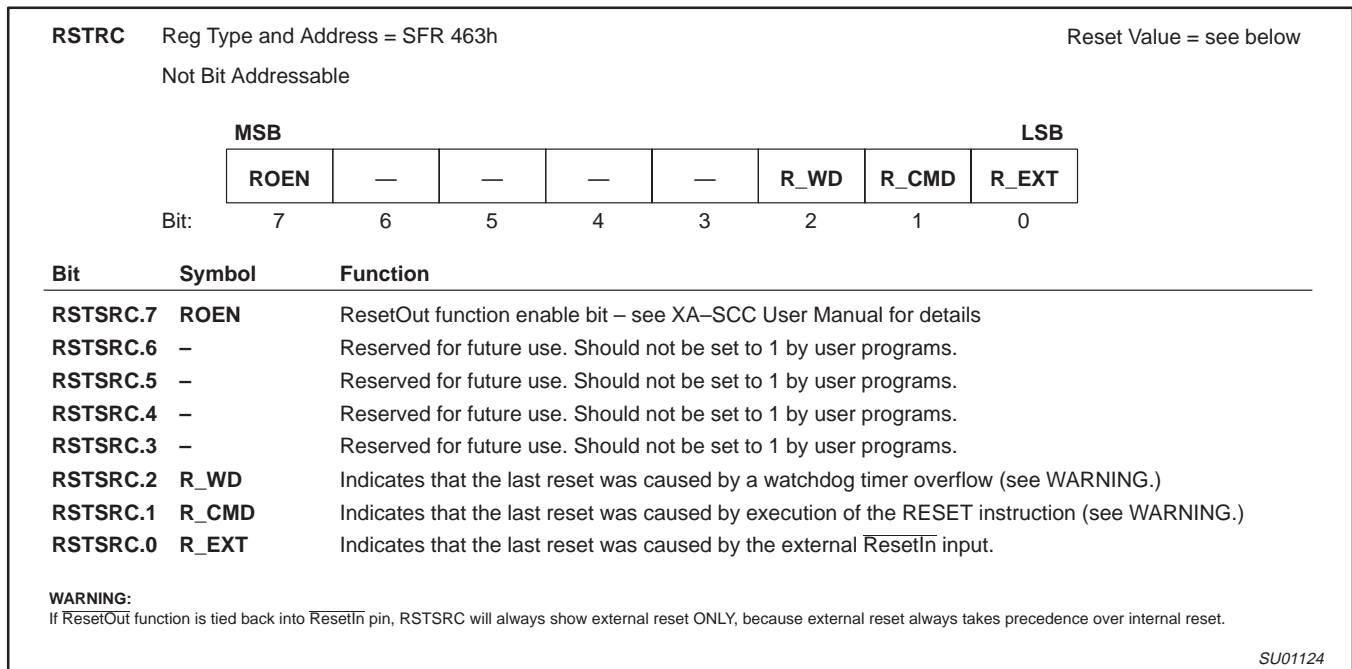 RSTRC Reg Type and Address = SFR 463h Reset Value = see below
Not Bit Addressable
MSB LSB
ROEN — — — — R_WD R_CMD R_EXT
Bit: 7 6 5 4 3 2 1 0
Bit Symbol Function
RSTSRC.7 ROEN ResetOut function enable bit – see XA–SCC User Manual for details
RSTSRC.6 – Reserved for future use. Should not be set to 1 by user programs.
RSTSRC.5 – Reserved for future use. Should not be set to 1 by user programs.
RSTSRC.4 – Reserved for future use. Should not be set to 1 by user programs.
RSTSRC.3 – Reserved for future use. Should not be set to 1 by user programs.
RSTSRC.2 R_WD Indicates that the last reset was caused by a watchdog timer overflow (see WARNING.)
RSTSRC.1 R_CMD Indicates that the last reset was caused by execution of the RESET instruction (see WARNING.)
RSTSRC.0 R_EXT Indicates that the last reset was caused by the external ResetIn input.
WARNING:
If ResetOut function is tied back into ResetIn pin, RSTSRC will always show external reset ONLY, because external reset always takes precedence over internal reset.
SU01124